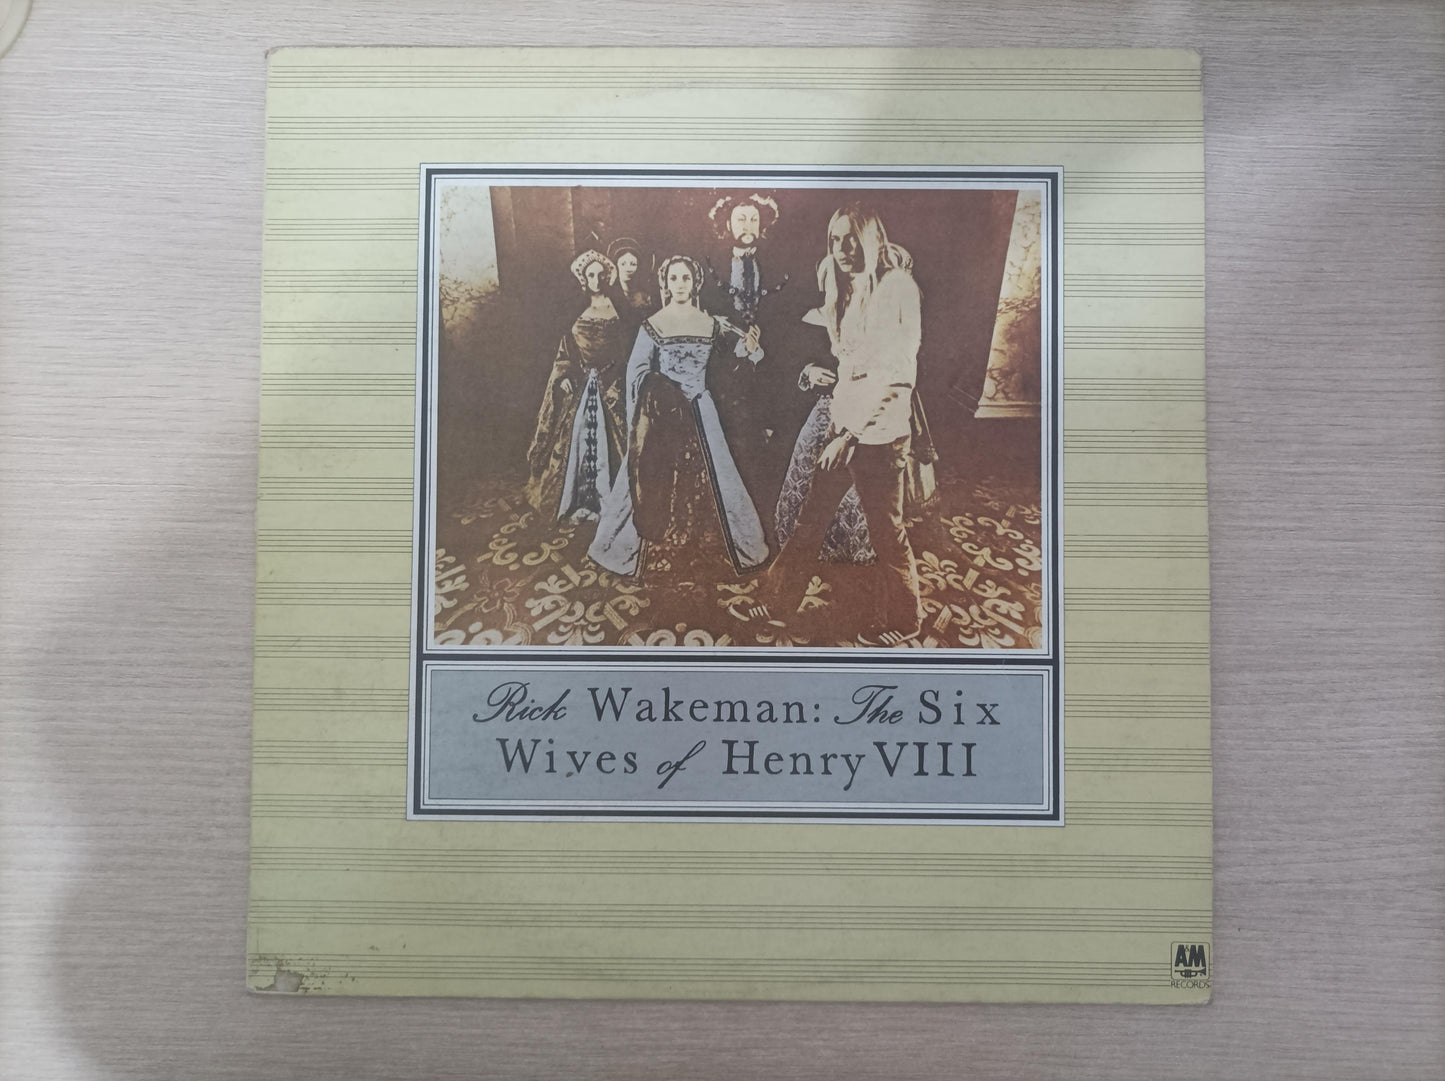 Rick Wakeman: The Six
Wives of Henry VIII
A&M
RECORDS